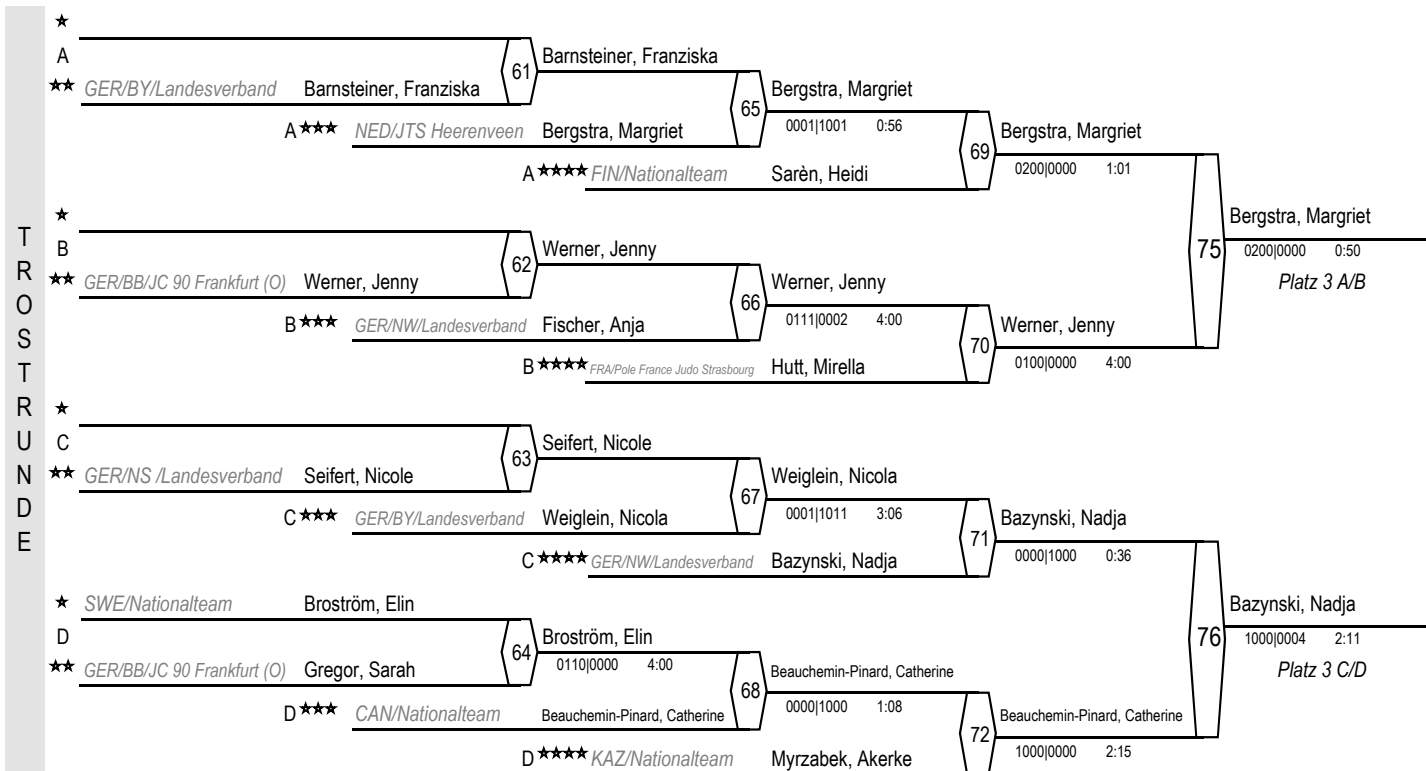 TROSTRUNDE
★
A
★★ GER/BY/Landesverband Barnsteiner, Franziska
61
Barnsteiner, Franziska
A★★★ NED/JTS Heerenveen Bergstra, Margriet
65
Bergstra, Margriet
0001|1001 0:56
A★★★★ FIN/Nationalteam Sarèn, Heidi
69
Bergstra, Margriet
0200|0000 1:01
★
B
★★ GER/BB/JC 90 Frankfurt (O) Werner, Jenny
62
Werner, Jenny
B★★★ GER/NW/Landesverband Fischer, Anja
66
Werner, Jenny
0111|0002 4:00
B★★★★ FRA/Pole France Judo Strasbourg Hutt, Mirella
70
Werner, Jenny
0100|0000 4:00
75
Bergstra, Margriet
0200|0000 0:50
Platz 3 A/B
★
C
★★ GER/NS /Landesverband Seifert, Nicole
63
Seifert, Nicole
C★★★ GER/BY/Landesverband Weiglein, Nicola
67
Weiglein, Nicola
0001|1011 3:06
C★★★★ GER/NW/Landesverband Bazynski, Nadja
71
Bazynski, Nadja
0000|1000 0:36
★ SWE/Nationalteam Broström, Elin
D
★★ GER/BB/JC 90 Frankfurt (O) Gregor, Sarah
64
Broström, Elin
0110|0000 4:00
D★★★ CAN/Nationalteam Beauchemin-Pinard, Catherine
68
Beauchemin-Pinard, Catherine
0000|1000 1:08
D★★★★ KAZ/Nationalteam Myrzabek, Akerke
72
Beauchemin-Pinard, Catherine
1000|0000 2:15
76
Bazynski, Nadja
1000|0004 2:11
Platz 3 C/D